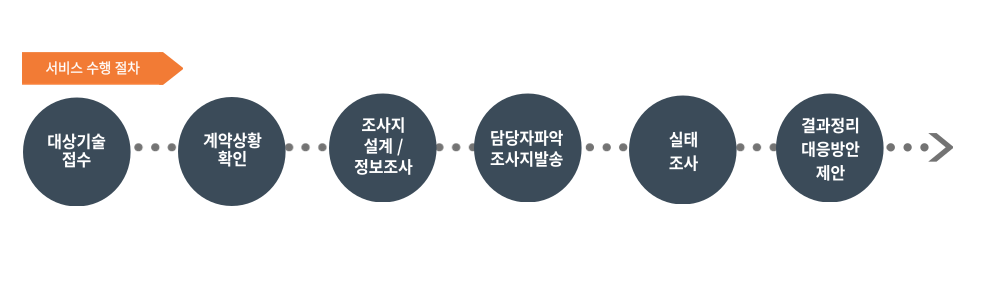 서비스 수행 절차
대상기술
접수
계약상황
확인
조사지
설계 /
정보조사
담당자파악
조사지발송
실태
조사
결과정리
대응방안
제안